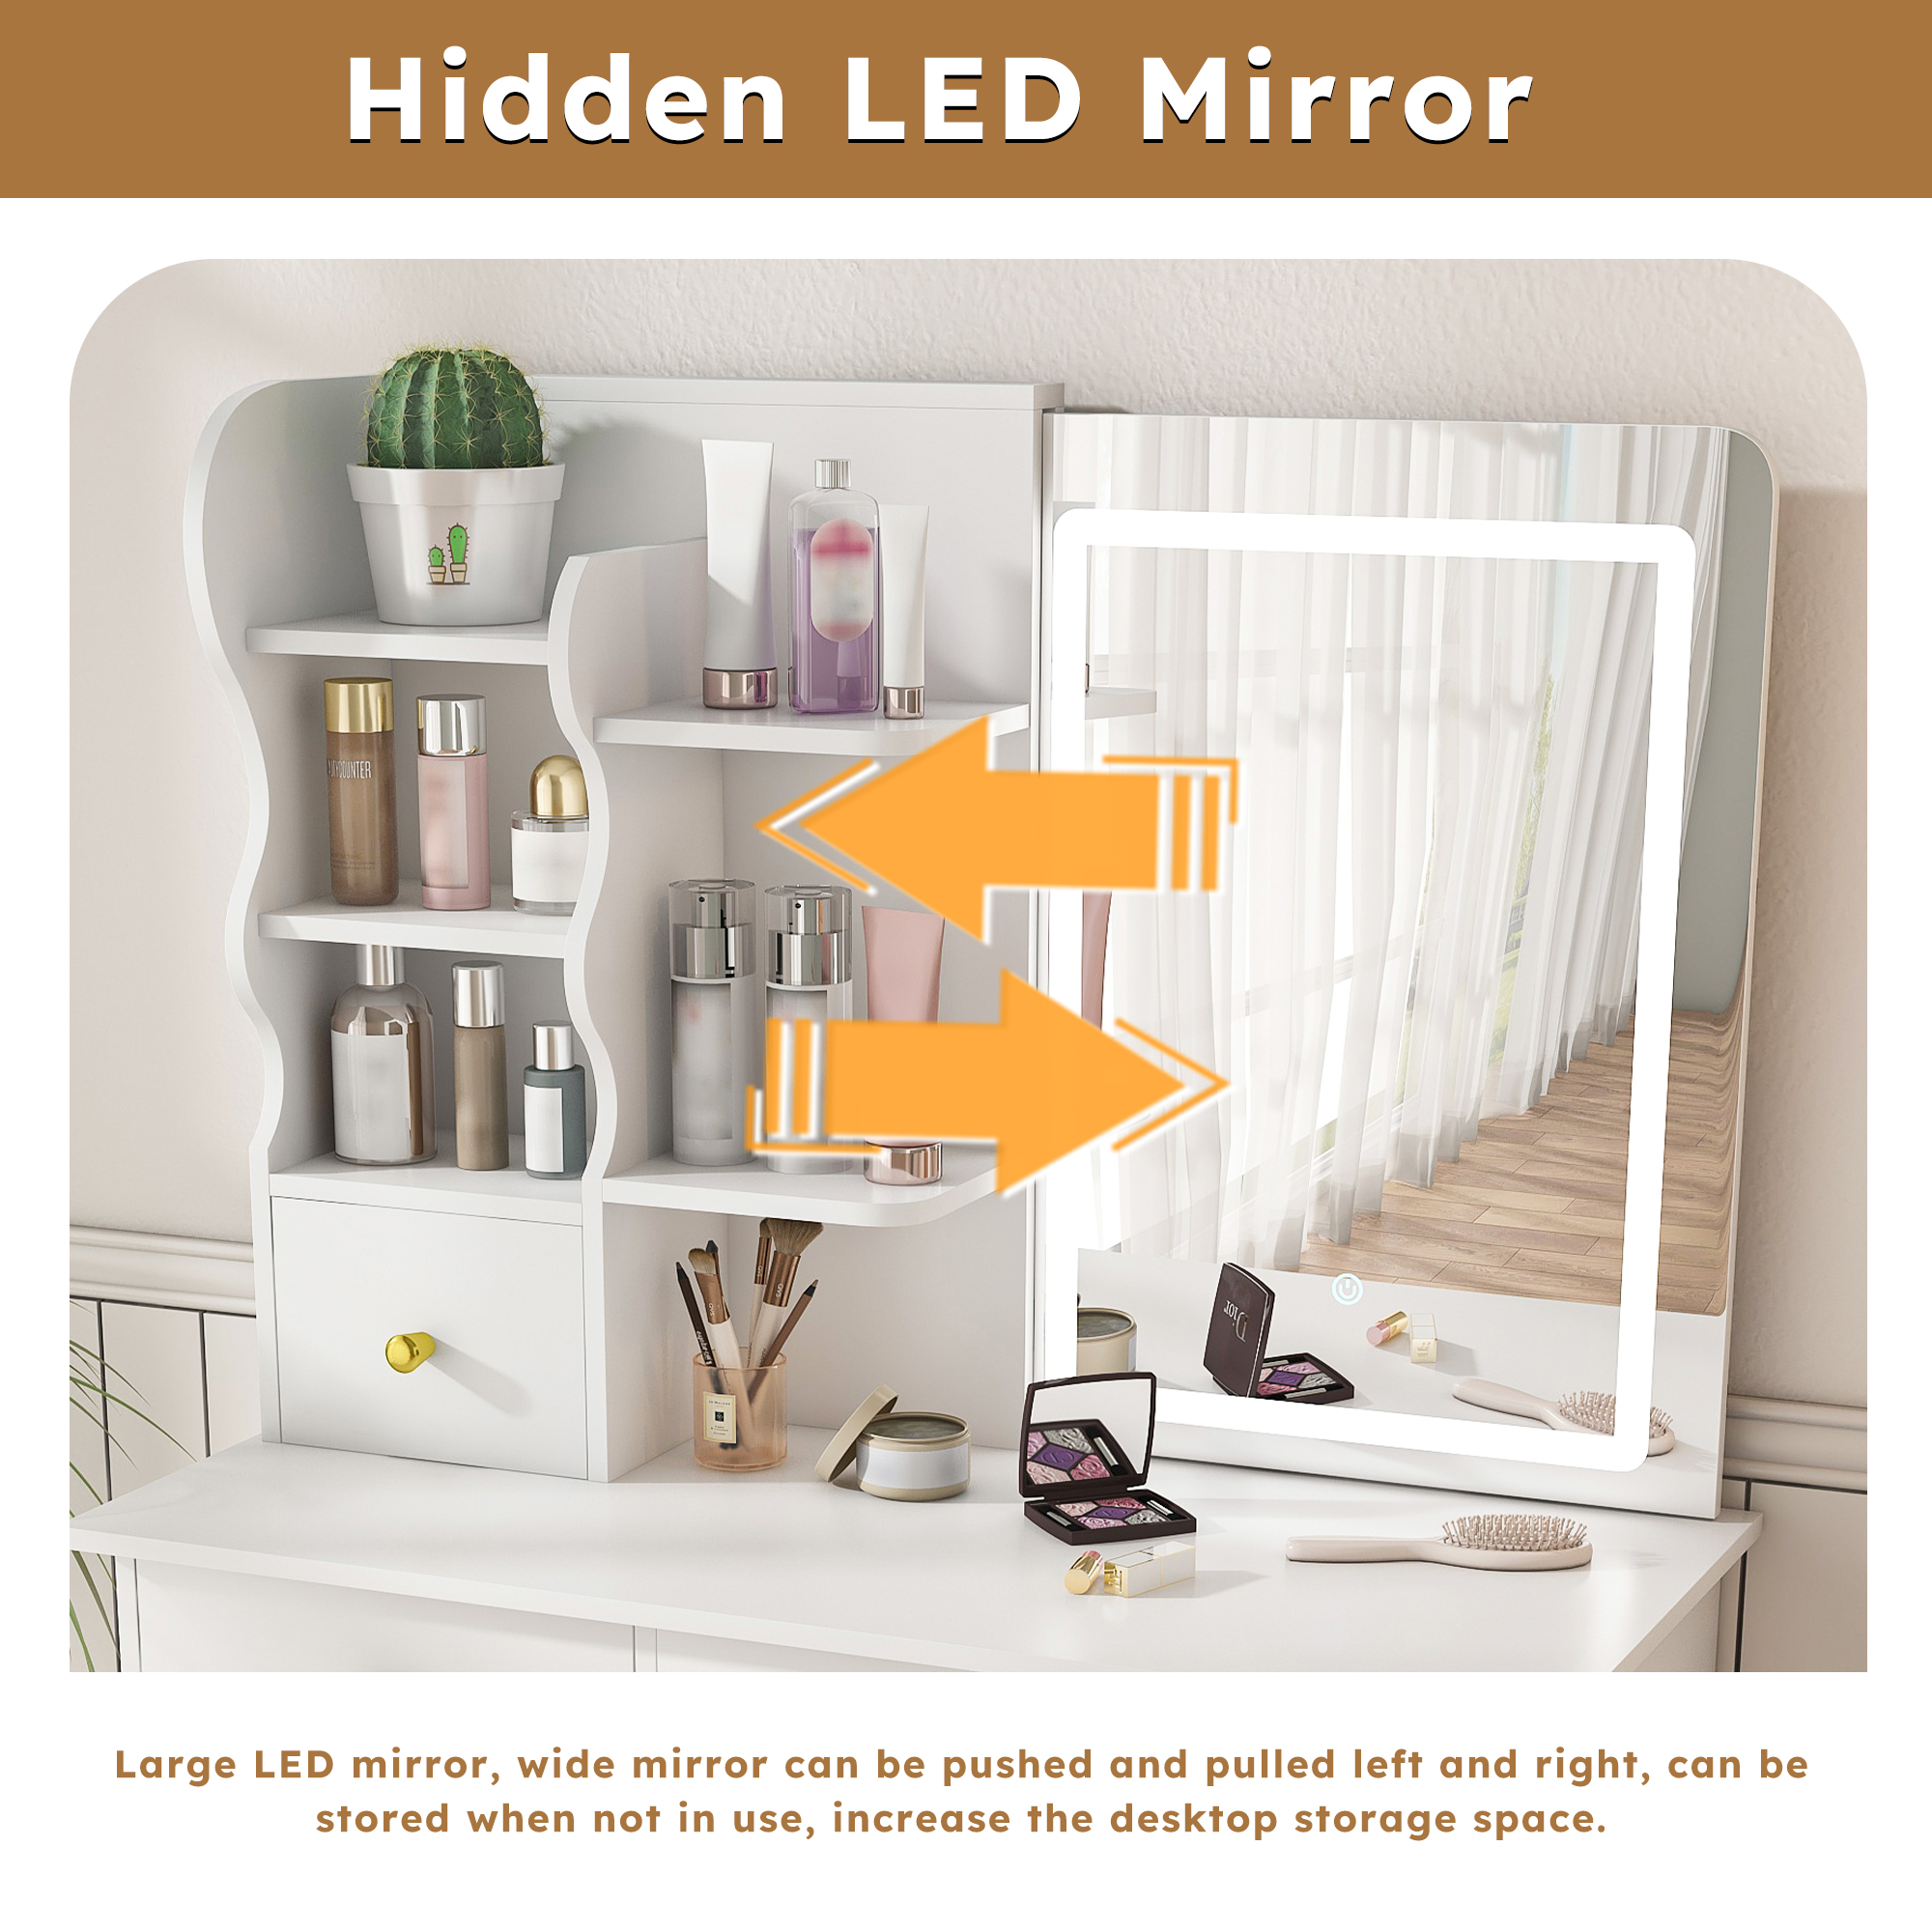 Hidden LED Mirror
Dior
Large LED mirror, wide mirror can be pushed and pulled left and right, can be
stored when not in use, increase the desktop storage space.